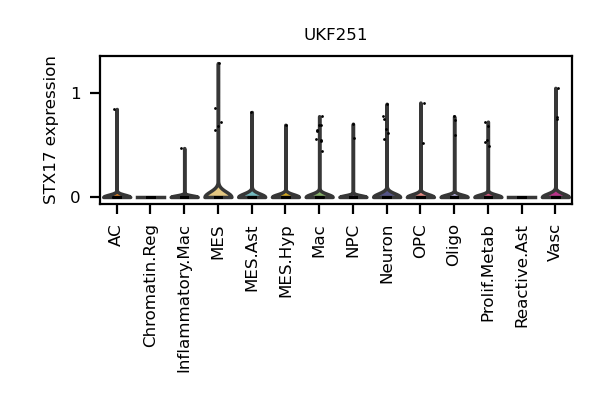 UKF251
STX17 expression
1
0
AC
Chromatin.Reg
Inflammatory.Mac
MES
MES.Ast
MES.Hyp
Mac
NPC
Neuron
OPC
Oligo
Prolif.Metab
Reactive.Ast
Vasc